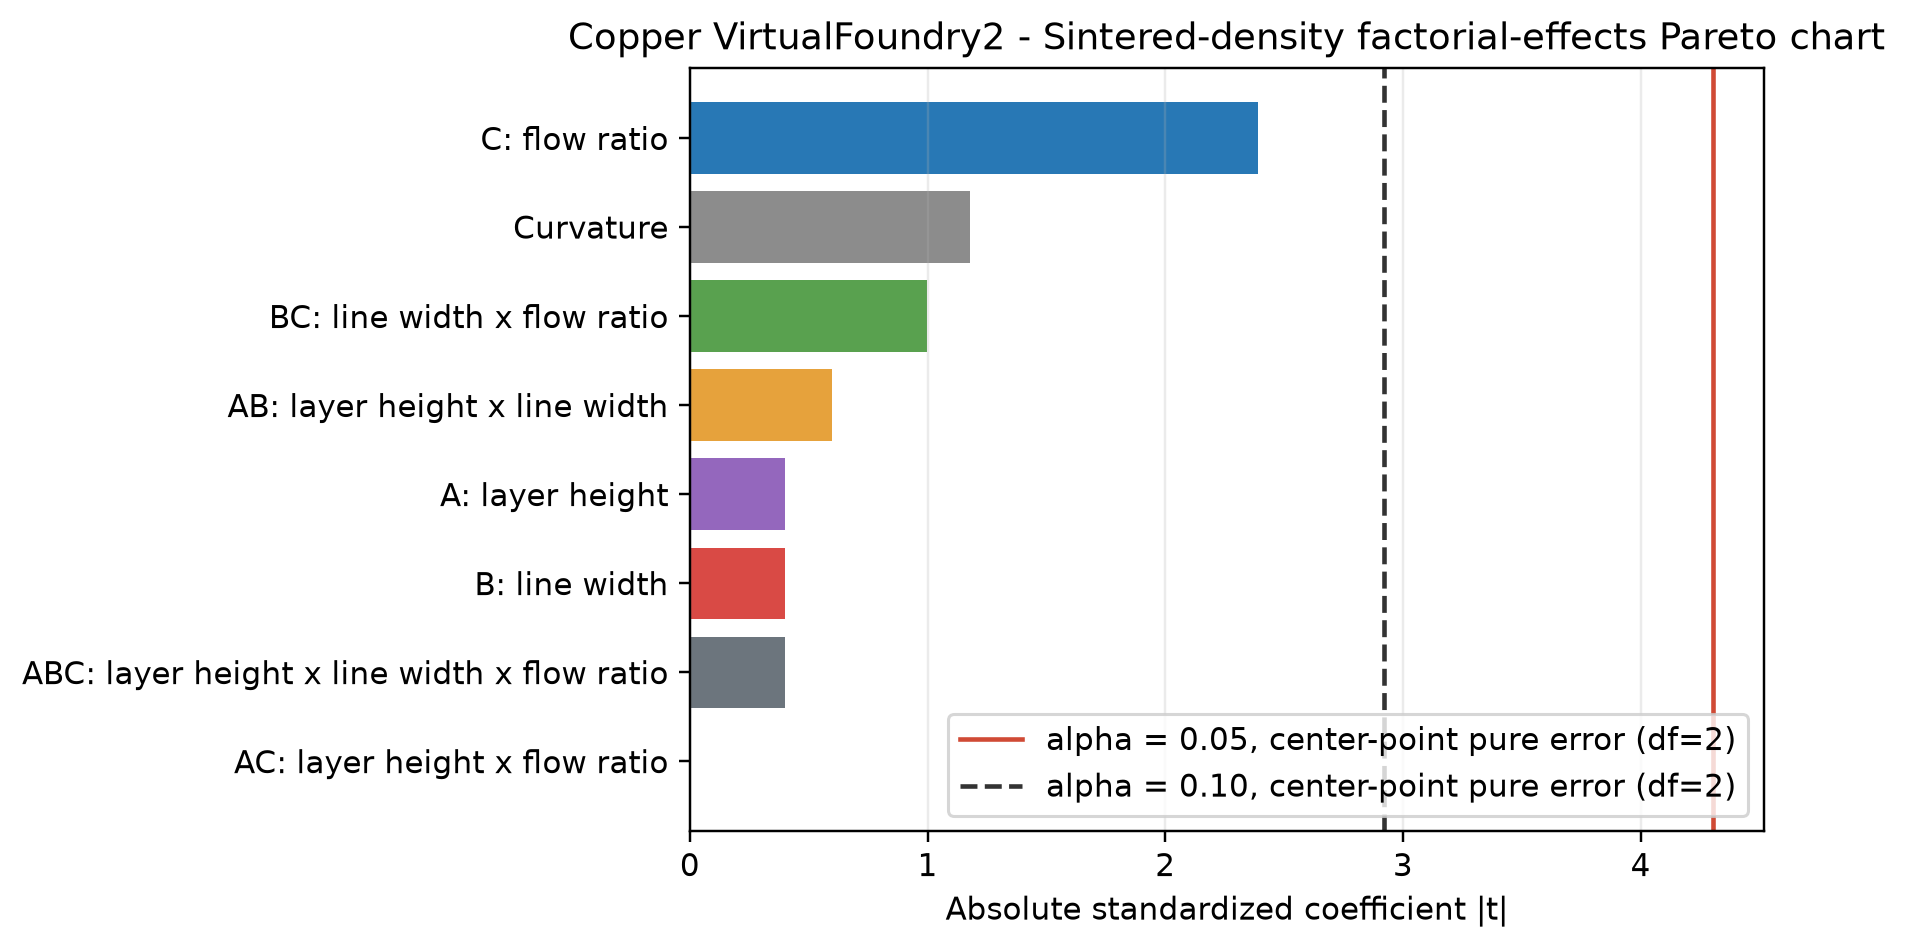 Copper VirtualFoundry2 - Sintered-density factorial-effects Pareto chart
C: flow ratio
Curvature
BC: line width x flow ratio
AB: layer height x line width
A: layer height
B: line width
ABC: layer height x line width x flow ratio
AC: layer height x flow ratio
alpha = 0.05, center-point pure error (df=2)
alpha = 0.10, center-point pure error (df=2)
0 1 2 3 4
Absolute standardized coefficient |t|